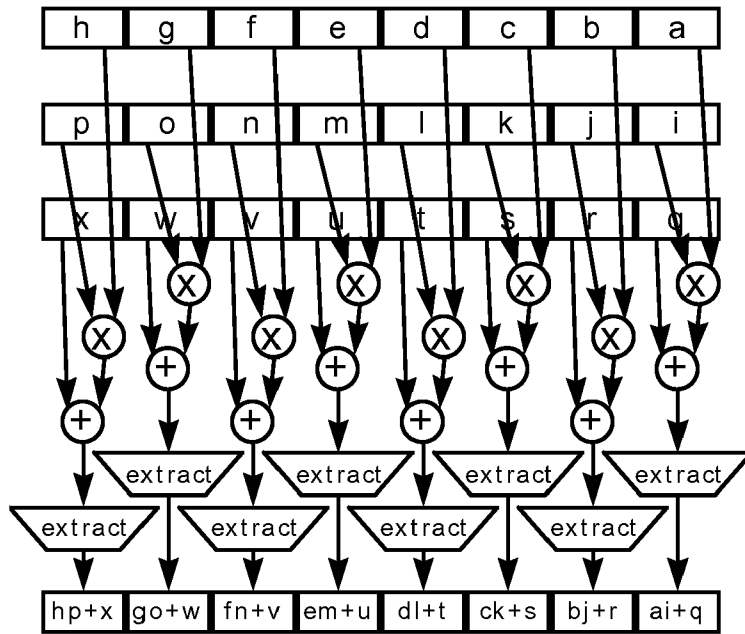 h g f e d c b a
p o n m l k j i
x w v u t s r q
x x x x
x x x x
+ + + +
+ + + +
extract extract extract extract
extract extract extract extract
hp+x go+w fn+v em+u dl+t ck+s bj+r ai+q